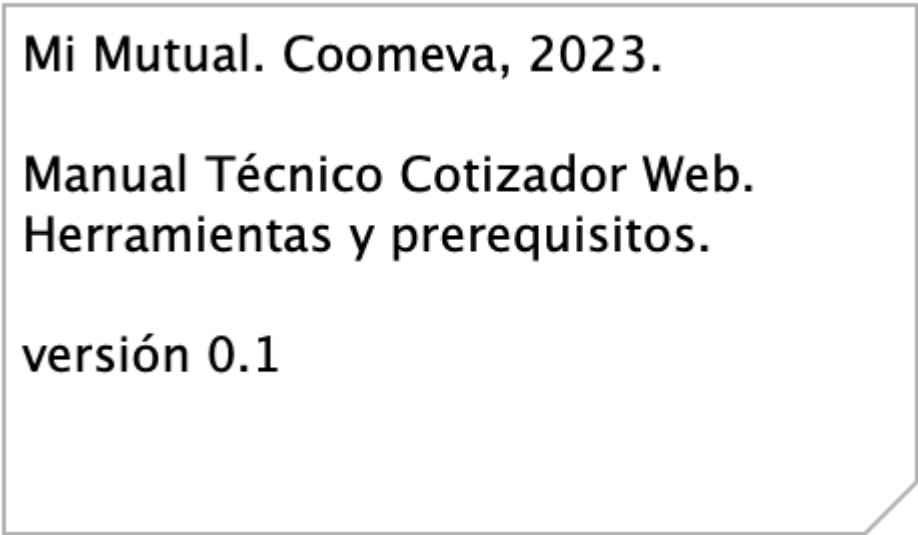 Mi Mutual. Coomeva, 2023.
Manual Técnico Cotizador Web.
Herramientas y prerequisitos.
versión 0.1